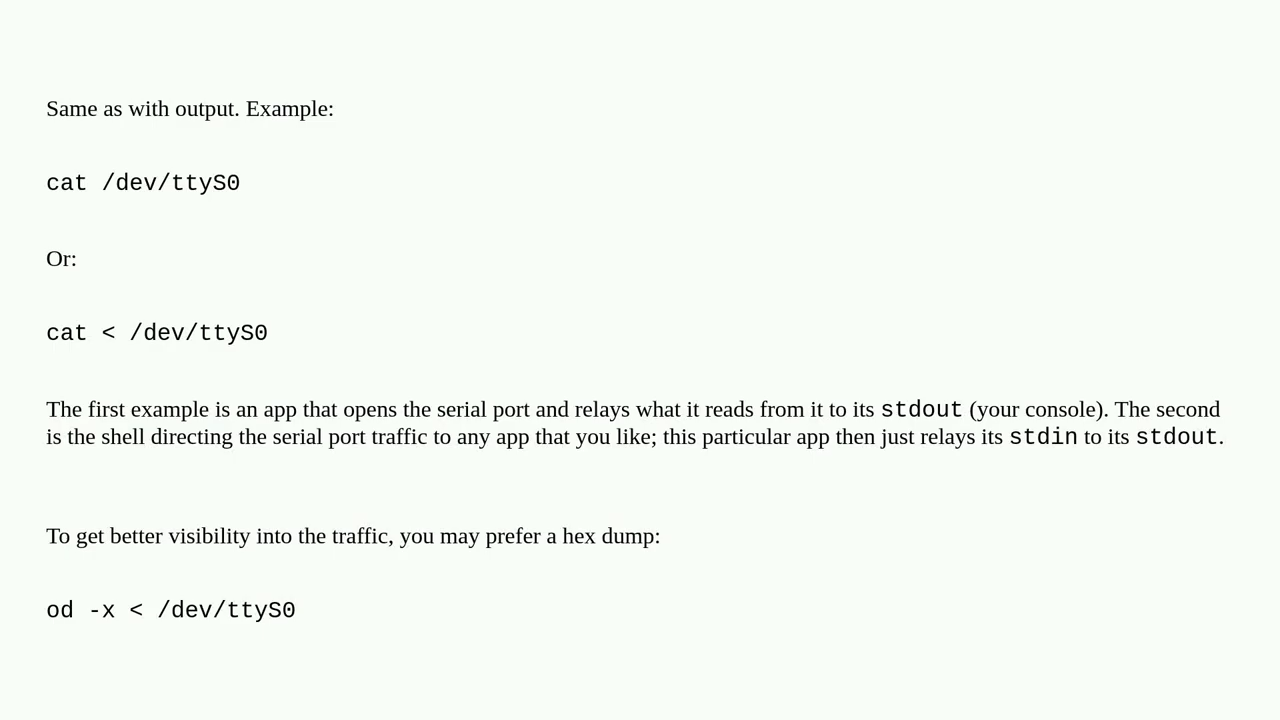 Same as with output. Example:
cat /dev/ttyS0
Or:
cat < /dev/ttyS0
The first example is an app that opens the serial port and relays what it reads from it to its stdout (your console). The second
is the shell directing the serial port traffic to any app that you like; this particular app then just relays its stdin to its stdout.
To get better visibility into the traffic, you may prefer a hex dump:
od -x < /dev/ttyS0